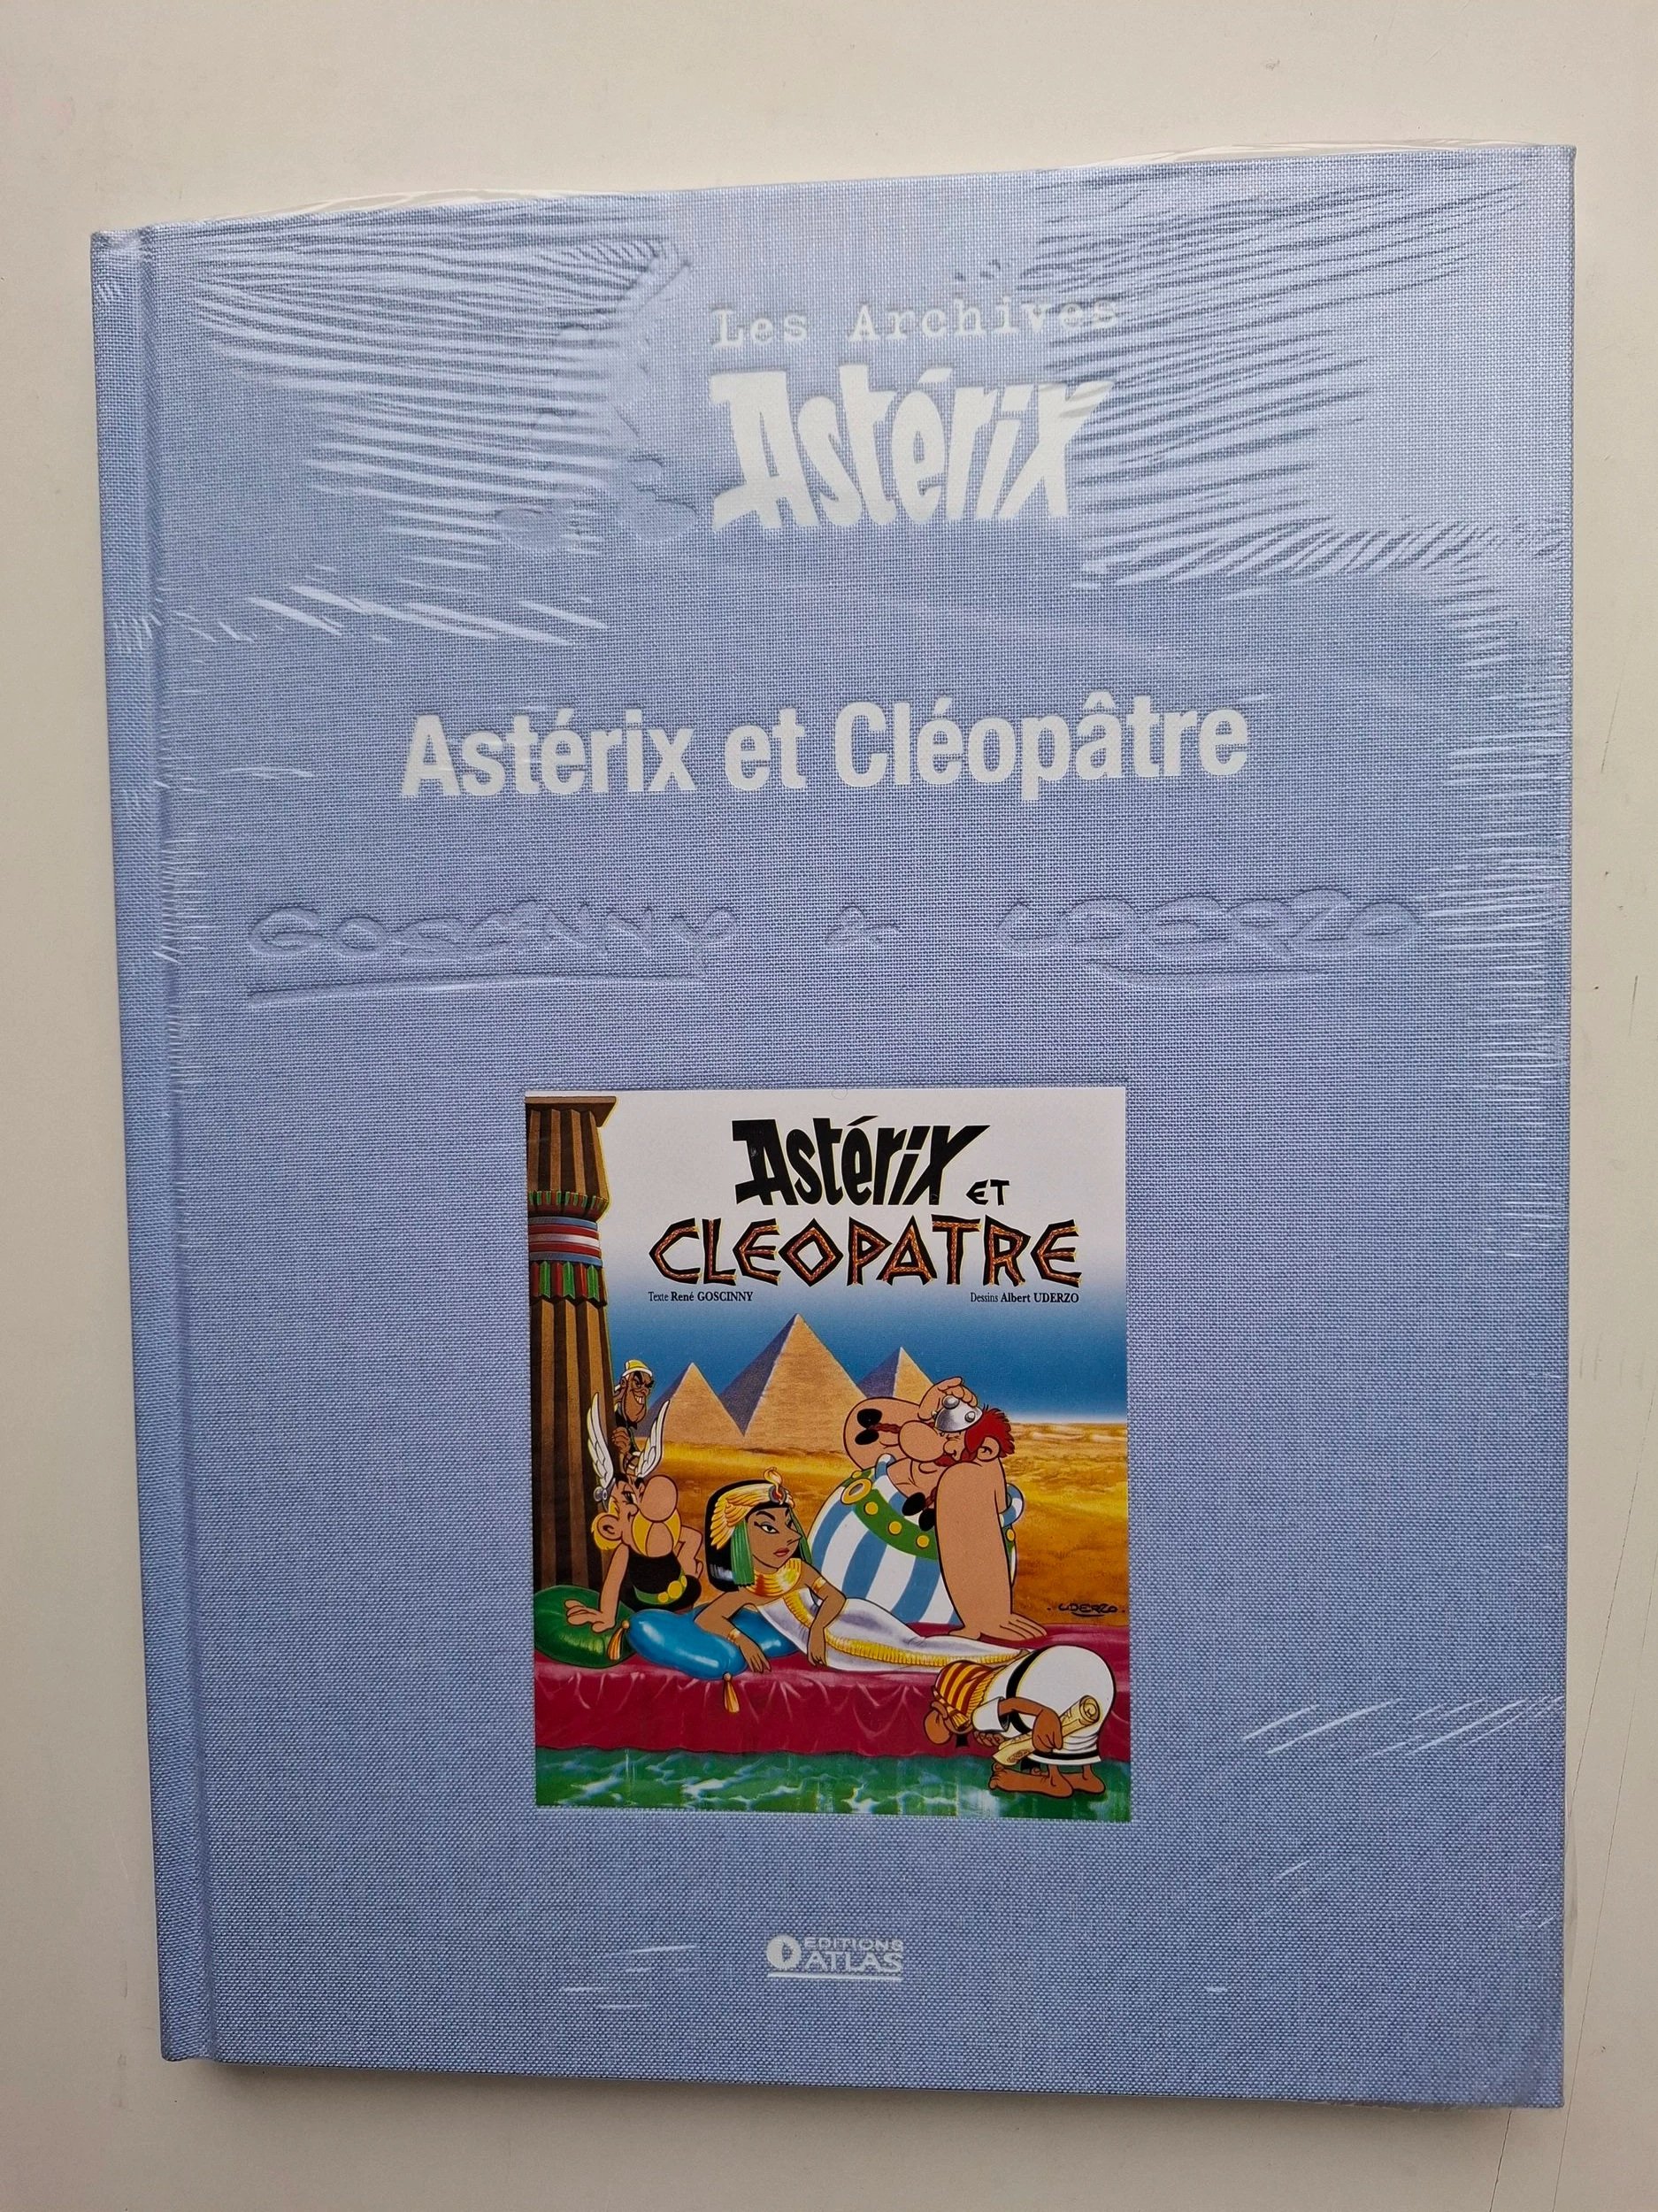 Les Archives
Astérix
Astérix et Cléopâtre
GOSCINNY & UDERZO
Astérix ET
CLEOPATRE
Texte René GOSCINNY Dessins Albert UDERZO
UDERZO
EDITIONS
ATLAS